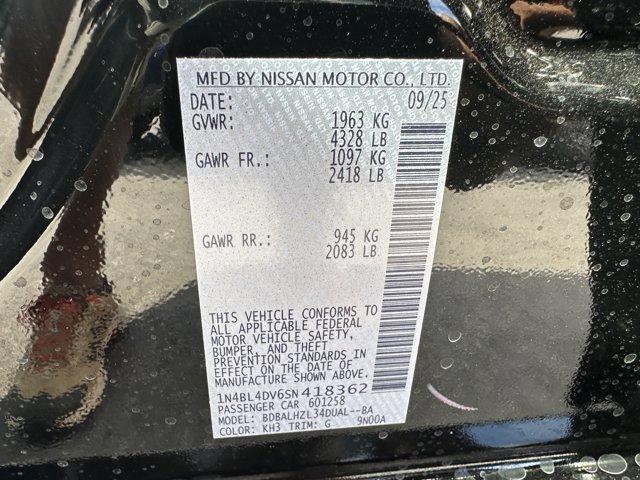 MFD BY NISSAN MOTOR CO., LTD.
DATE: 09/25
GVWR: 1963 KG
4328 LB
GAWR FR.: 1097 KG
2418 LB
GAWR RR.: 945 KG
2083 LB
THIS VEHICLE CONFORMS TO
ALL APPLICABLE FEDERAL
MOTOR VEHICLE SAFETY,
BUMPER, AND THEFT
PREVENTION STANDARDS IN
EFFECT ON THE DATE OF
MANUFACTURE SHOWN ABOVE.
1N4BL4DV6SN418362
PASSENGER CAR 601258
MODEL: BDBALHZL34DUAL--BA
COLOR: KH3 TRIM: G 9N00A